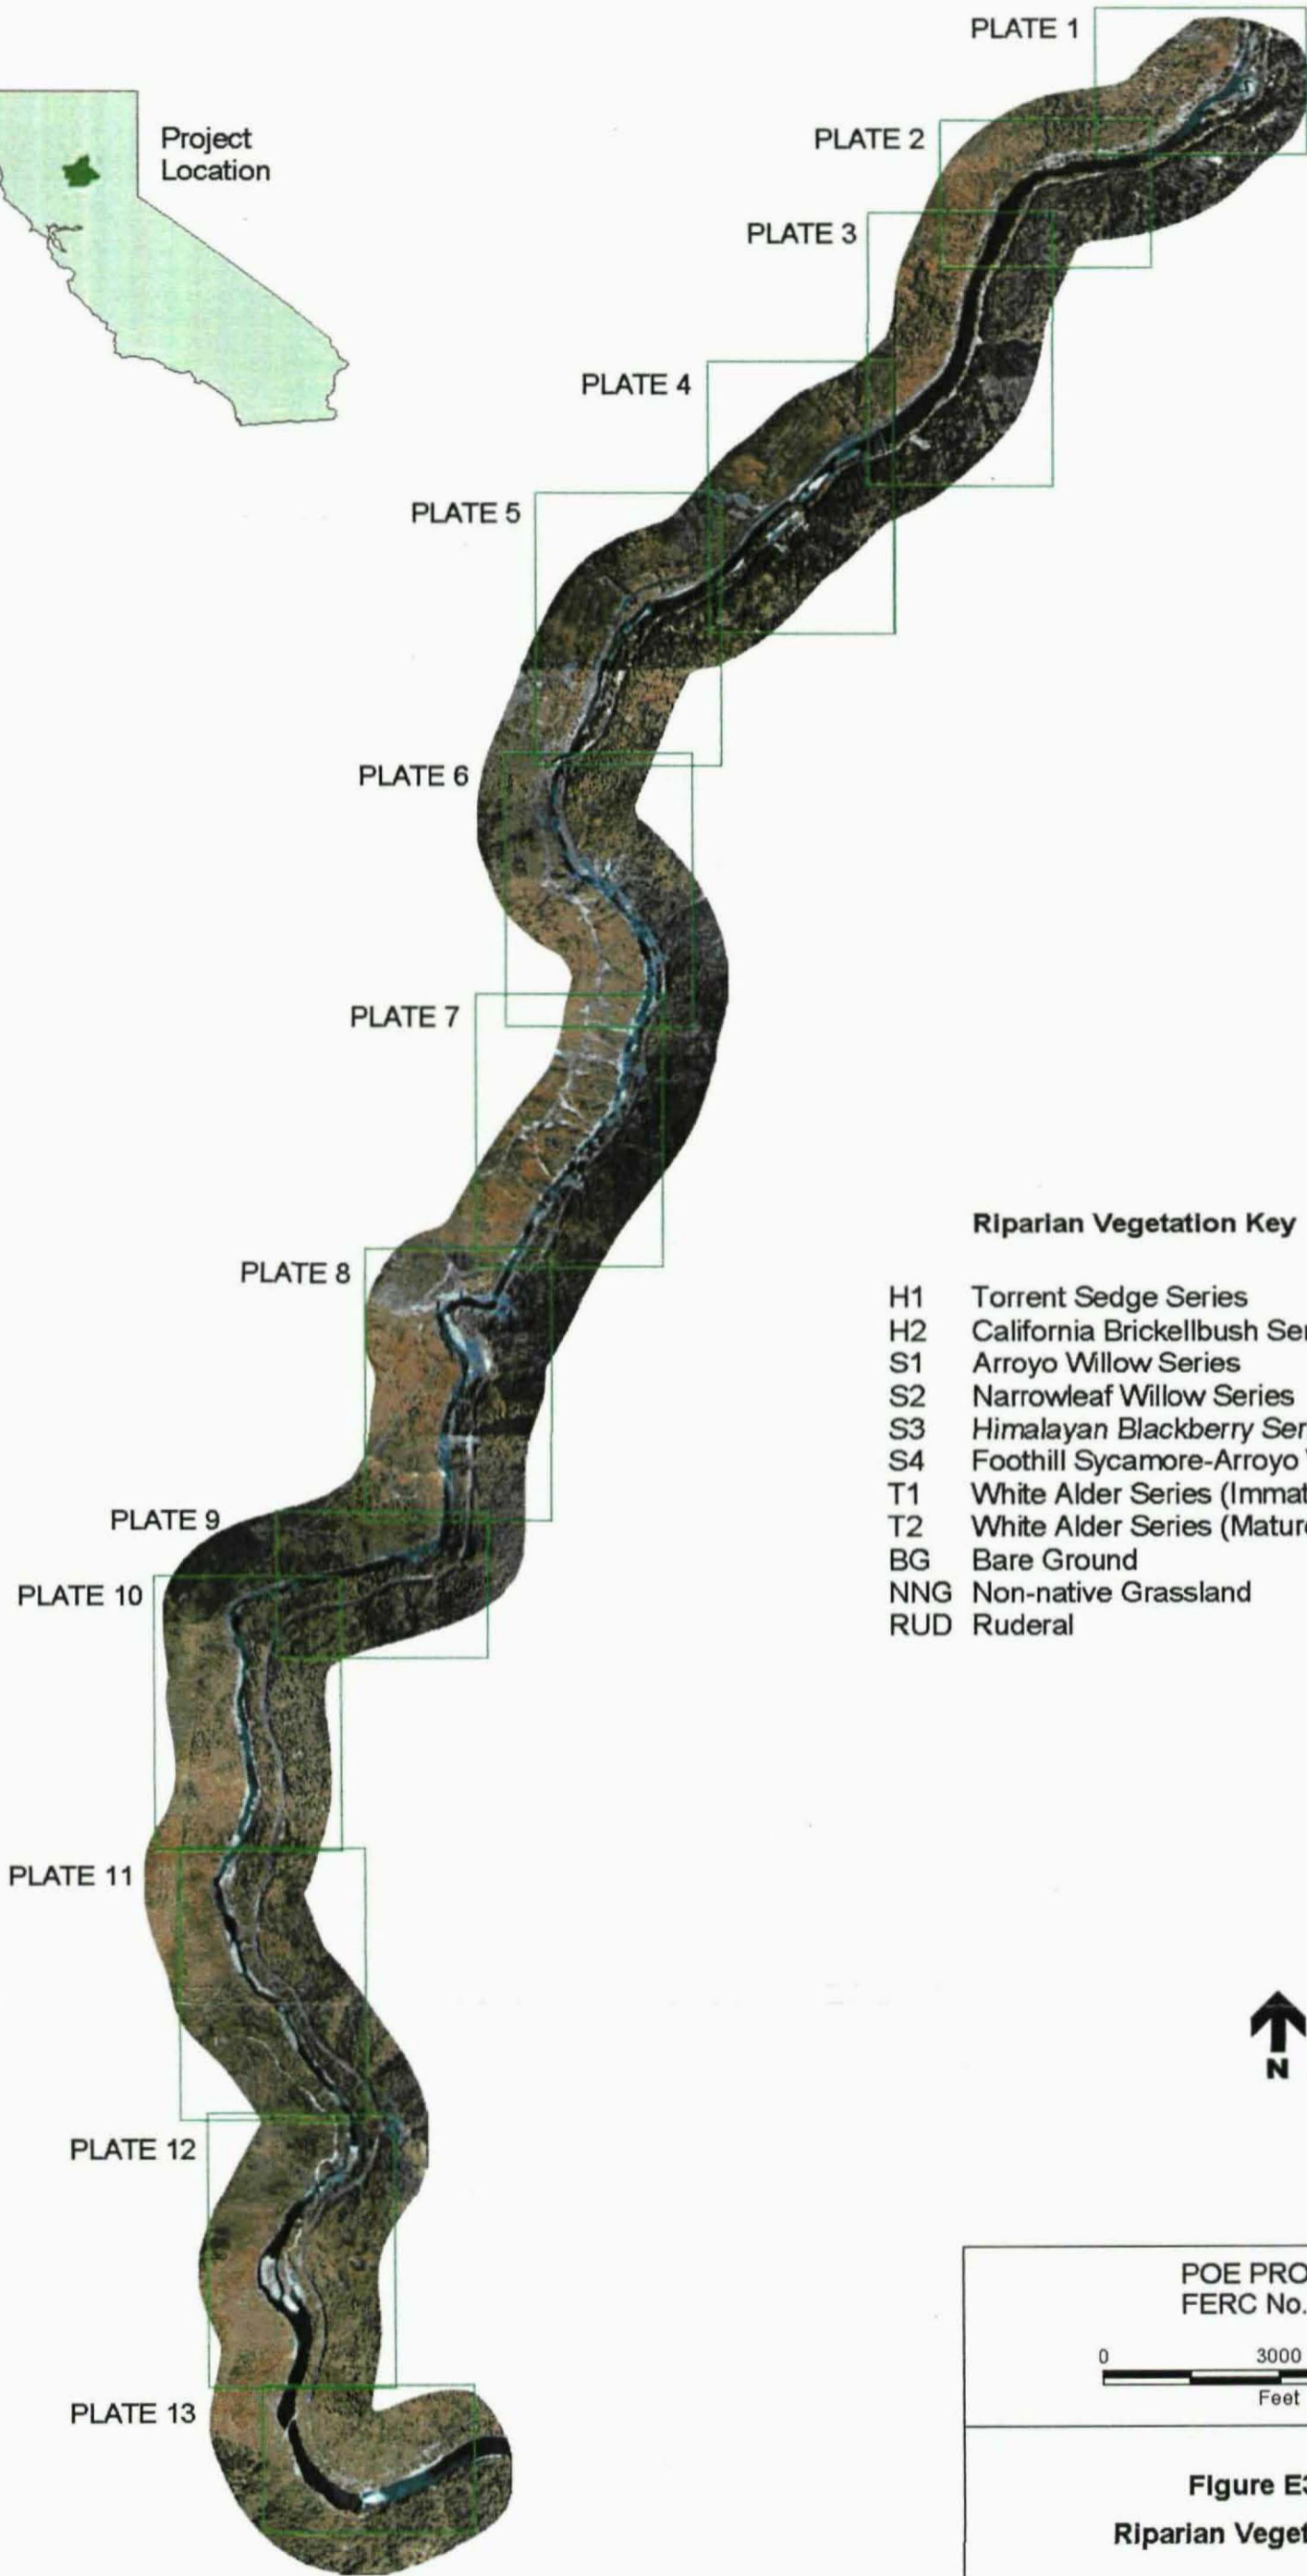 PLATE 1
Project
Location
PLATE 2
PLATE 3
PLATE 4
PLATE 5
PLATE 6
PLATE 7
Riparian Vegetation Key
PLATE 8
H1 Torrent Sedge Series
H2 California Brickellbush Ser
S1 Arroyo Willow Series
S2 Narrowleaf Willow Series
S3 Himalayan Blackberry Ser
S4 Foothill Sycamore-Arroyo
T1 White Alder Series (Immat
T2 White Alder Series (Mature
BG Bare Ground
NNG Non-native Grassland
RUD Ruderal
PLATE 9
PLATE 10
PLATE 11
N
PLATE 12
POE PRO
FERC No.
0 3000
Feet
PLATE 13
Figure E3
Riparian Veget